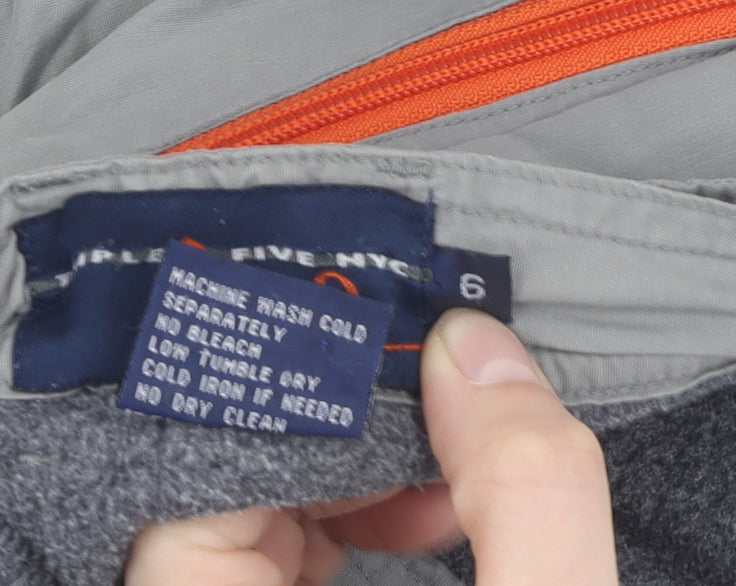 TRIPLE FIVE NYC
6
MACHINE WASH COLD
SEPARATELY
NO BLEACH
LOW TUMBLE DRY
COLD IRON IF NEEDED
NO DRY CLEAN